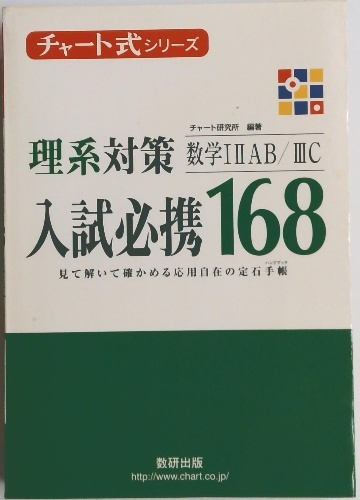 チャート式シリーズ
チャート研究所 編著
理系対策 数学ⅠⅡAB/ⅢC
入試必携168
見て解いて確かめる応用自在の定石手帳
ハンドブック
数研出版
http://www.chart.co.jp/